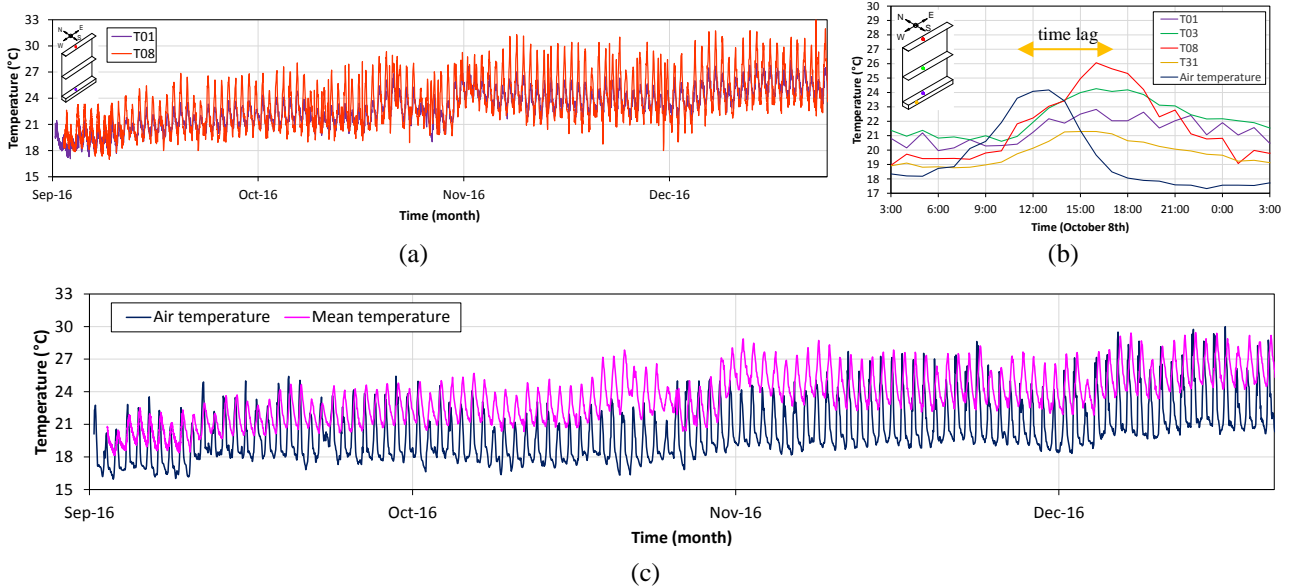 33
30
27
24
21
18
15
Temperature (°C)
N
E
W
S
T01
T08
Sep-16
Oct-16
Nov-16
Dec-16
Time (month)
(a)
30
29
28
27
26
25
24
23
22
21
20
19
18
17
Temperature (°C)
N
E
W
S
time lag
T01
T03
T08
T31
Air temperature
3:00
6:00
9:00
12:00
15:00
18:00
21:00
0:00
3:00
Time (October 8th)
(b)
33
30
27
24
21
18
15
Temperature (°C)
Air temperature
Mean temperature
Sep-16
Oct-16
Nov-16
Dec-16
Time (month)
(c)